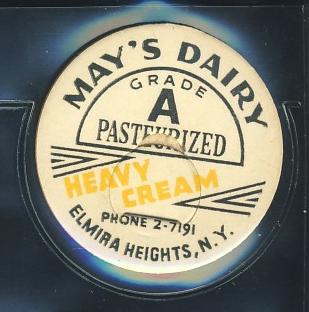 MAY'S DAIRY
GRADE
A
PASTEURIZED
HEAVY
CREAM
PHONE 2-7191
ELMIRA HEIGHTS, N.Y.